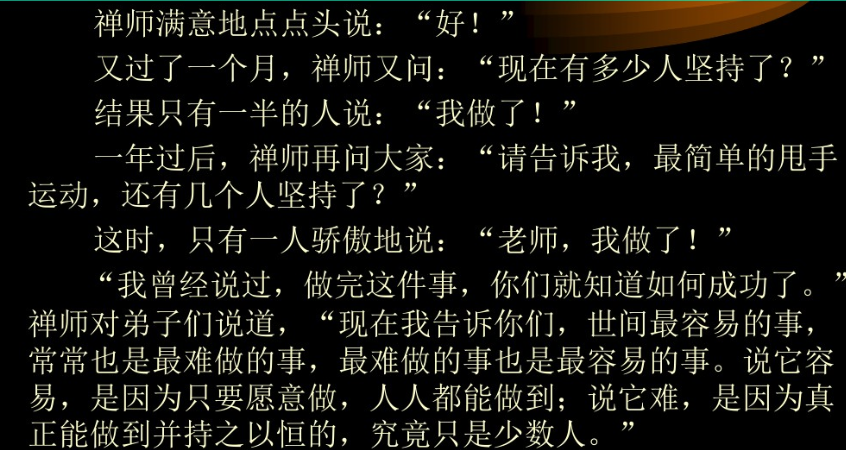 禅师满意地点点头说：“好！”
又过了一个月，禅师又问：“现在有多少人坚持了？”
结果只有一半的人说：“我做了！”
一年过后，禅师再问大家：“请告诉我，最简单的甩手
运动，还有几个人坚持了？”
这时，只有一人骄傲地说：“老师，我做了！”
“我曾经说过，做完这件事，你们就知道如何成功了。”
禅师对弟子们说道，“现在我告诉你们，世间最容易的事，
常常也是最难做的事，最难做的事也是最容易的事。说它容
易，是因为只要愿意做，人人都能做到；说它难，是因为真
正能做到并持之以恒的，究竟只是少数人。”